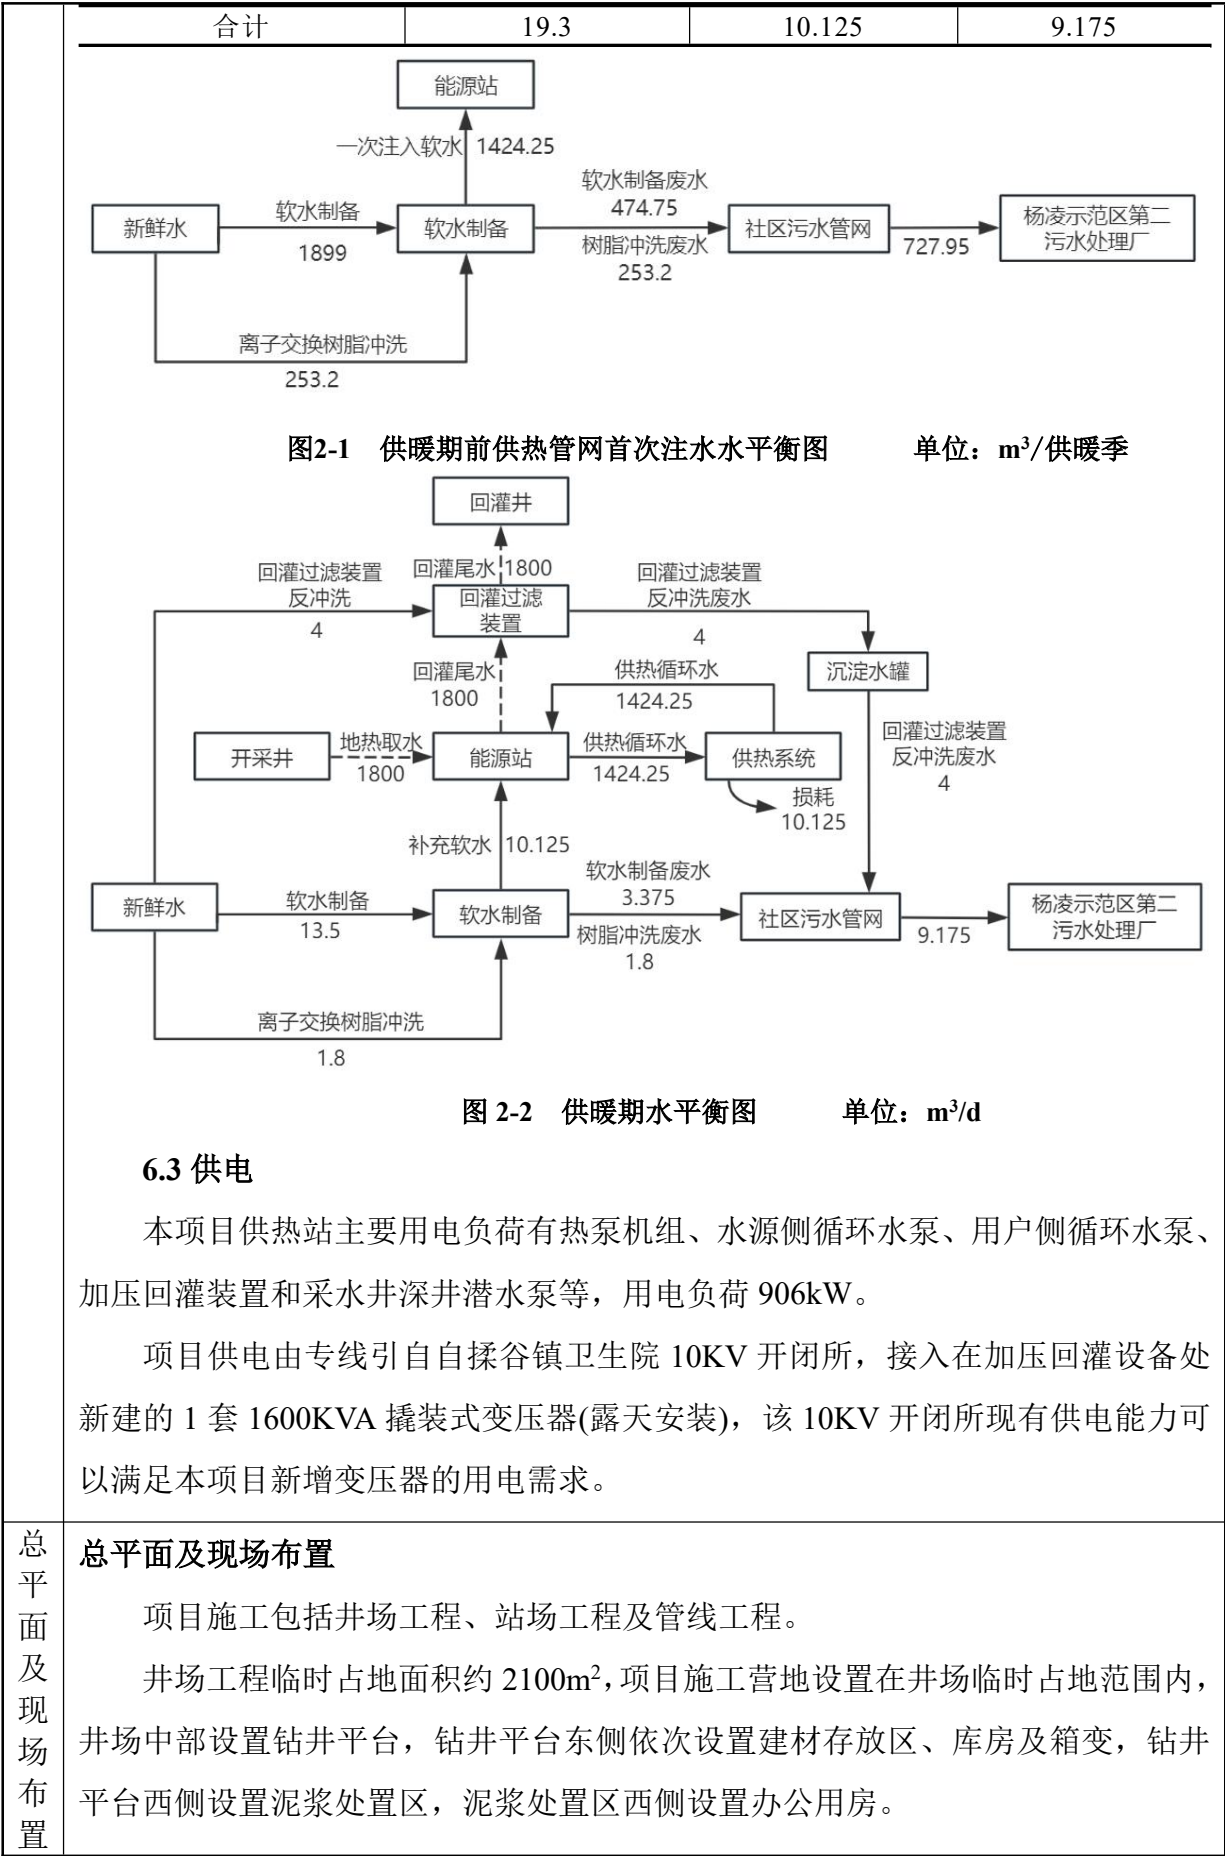 合计 19.3 10.125 9.175
能源站
一次注入软水 1424.25
新鲜水
软水制备
1899
软水制备
软水制备废水
474.75
树脂冲洗废水
253.2
社区污水管网
727.95
杨凌示范区第二
污水处理厂
离子交换树脂冲洗
253.2
图2-1 供暖期前供热管网首次注水水平衡图 单位：m³/供暖季
回灌井
回灌尾水 1800
回灌过滤装置
反冲洗
4
回灌过滤
装置
回灌过滤装置
反冲洗废水
4
沉淀水罐
回灌尾水
1800
供热循环水
1424.25
开采井
地热取水
1800
能源站
供热循环水
1424.25
供热系统
损耗
10.125
回灌过滤装置
反冲洗废水
4
补充软水 10.125
新鲜水
软水制备
13.5
软水制备
软水制备废水
3.375
树脂冲洗废水
1.8
社区污水管网
9.175
杨凌示范区第二
污水处理厂
离子交换树脂冲洗
1.8
图 2-2 供暖期水平衡图 单位：m³/d
6.3 供电
本项目供热站主要用电负荷有热泵机组、水源侧循环水泵、用户侧循环水泵、
加压回灌装置和采水井深井潜水泵等，用电负荷 906kW。
项目供电由专线引自自揉谷镇卫生院 10KV 开闭所，接入在加压回灌设备处
新建的 1 套 1600KVA 撬装式变压器(露天安装)，该 10KV 开闭所现有供电能力可
以满足本项目新增变压器的用电需求。
总
平
面
及
现
场
布
置
总平面及现场布置
项目施工包括井场工程、站场工程及管线工程。
井场工程临时占地面积约 2100m²，项目施工营地设置在井场临时占地范围内，
井场中部设置钻井平台，钻井平台东侧依次设置建材存放区、库房及箱变，钻井
平台西侧设置泥浆处置区，泥浆处置区西侧设置办公用房。